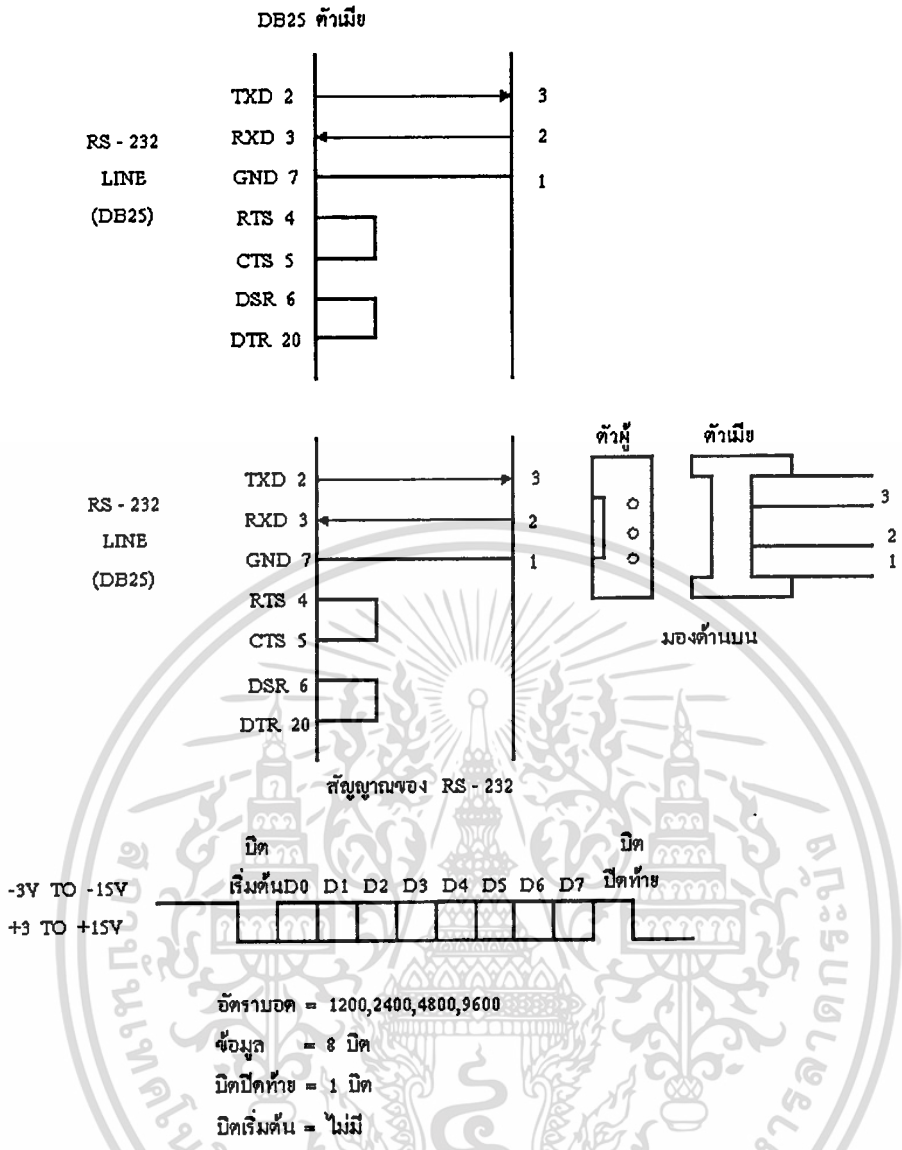 DB25 ตัวเมีย
TXD 2 3
RXD 3 2
GND 7 1
RTS 4
CTS 5
DSR 6
DTR 20
RS - 232
LINE
(DB25)
TXD 2 3
RXD 3 2
GND 7 1
RTS 4
CTS 5
DSR 6
DTR 20
RS - 232
LINE
(DB25)
ตัวผู้ ตัวเมีย
3
2
1
มองด้านบน
สัญญาณของ RS - 232
บิต บิต
เริ่มต้น D0 D1 D2 D3 D4 D5 D6 D7 ปิดท้าย
-3V TO -15V
+3 TO +15V
อัตราบอด = 1200,2400,4800,9600
ข้อมูล = 8 บิต
บิตปิดท้าย = 1 บิต
บิตเริ่มต้น = ไม่มี